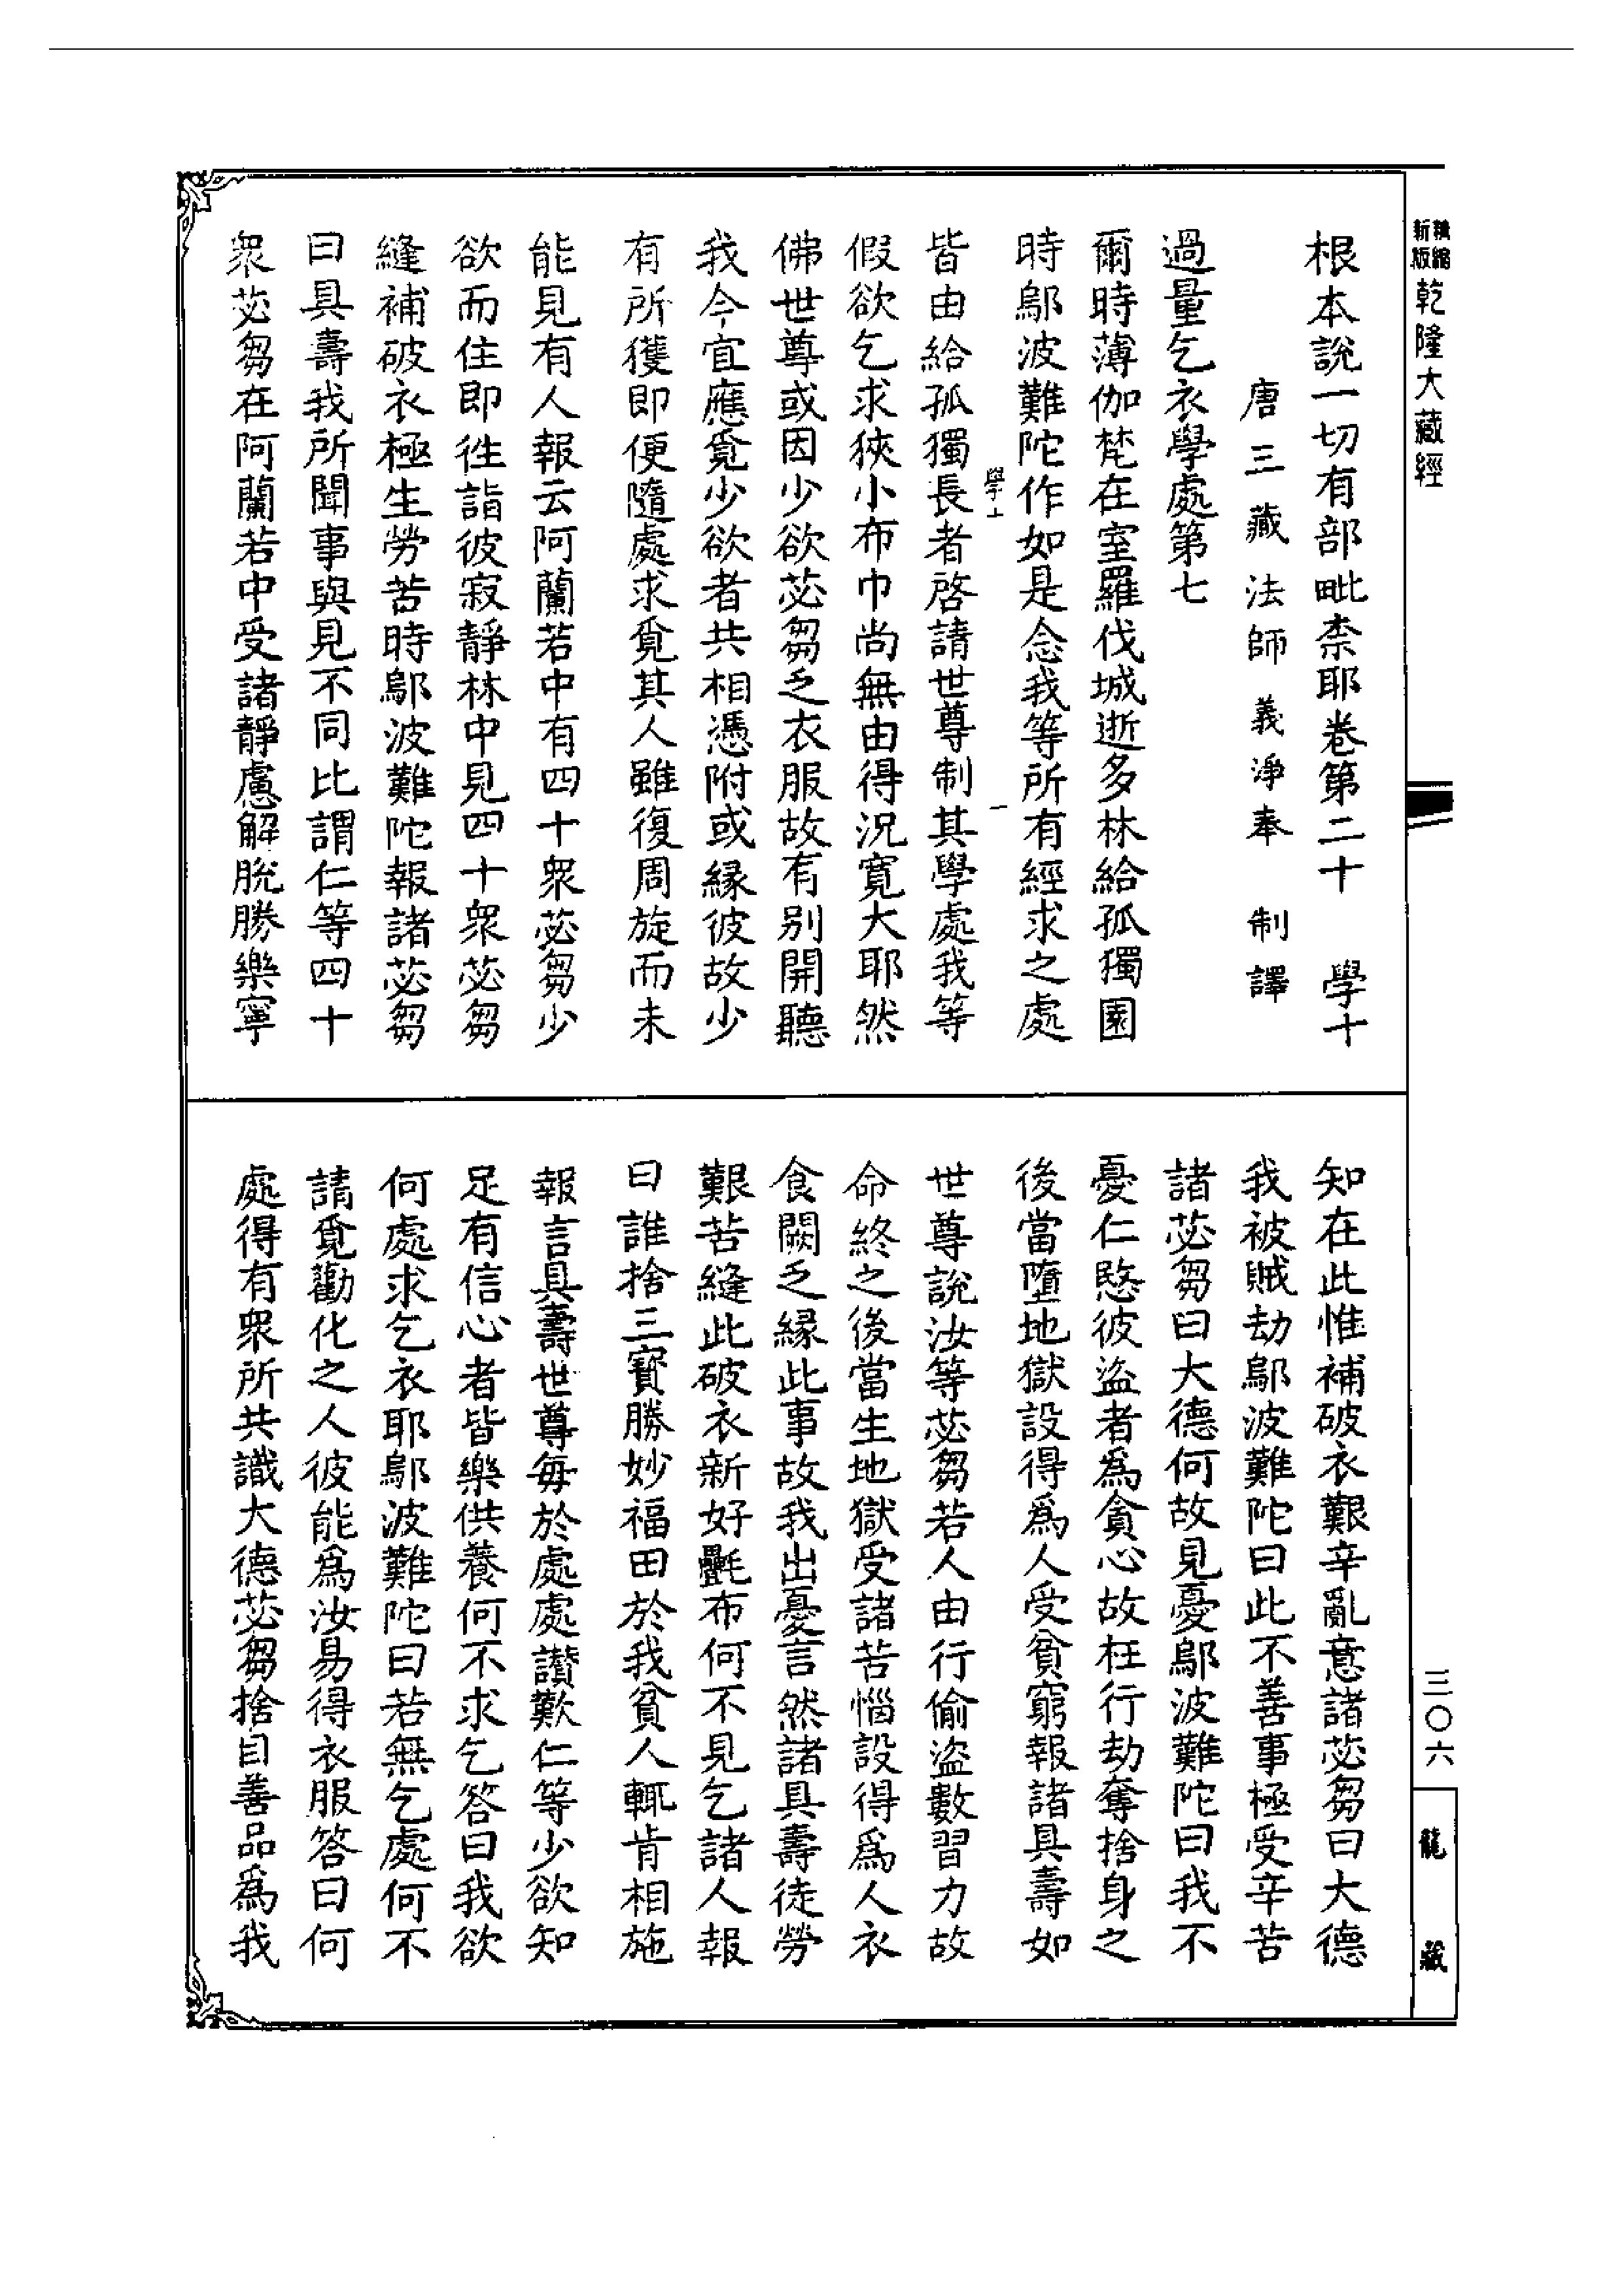 精縮新版乾隆大藏經
根本說一切有部毗柰耶卷第二十　學十
唐三藏法師義淨奉　制譯
過量乞衣學處第七
爾時薄伽梵在室羅伐城逝多林給孤獨園
時鄔波難陀作如是念我等所有經求之處
學十　一
皆由給孤獨長者啓請世尊制其學處我等
假欲乞求狹小布巾尚無由得況寬大耶然
佛世尊或因少欲苾芻乏衣服故有別開聽
我今宜應覓少欲者共相憑附或緣彼故少
有所獲即便隨處求覓其人雖復周旋而未
能見有人報云阿蘭若中有四十衆苾芻少
欲而住即往詣彼寂靜林中見四十衆苾芻
縫補破衣極生勞苦時鄔波難陀報諸苾芻
曰具壽我所聞事與見不同比謂仁等四十
衆苾芻在阿蘭若中受諸靜慮解脫勝樂寧
知在此惟補破衣艱辛亂意諸苾芻曰大德
我被賊劫鄔波難陀曰此不善事極受辛苦
諸苾芻曰大德何故見憂鄔波難陀曰我不
憂仁愍彼盜者爲貪心故枉行劫奪捨身之
後當墮地獄設得爲人受貧窮報諸具壽如
世尊說汝等苾芻若人由行偷盜數習力故
命終之後當生地獄受諸苦惱設得爲人衣
食闕乏緣此事故我出憂言然諸具壽徒勞
艱苦縫此破衣新好㲲布何不見乞諸人報
曰誰捨三寶勝妙福田於我貧人輒肯相施
報言具壽世尊每於處處讃歎仁等少欲知
足有信心者皆樂供養何不求乞答曰我欲
何處求乞衣耶鄔波難陀曰若無乞處何不
請覓勸化之人彼能爲汝易得衣服答曰何
處得有衆所共識大德苾芻捨自善品爲我
三〇六
龍藏